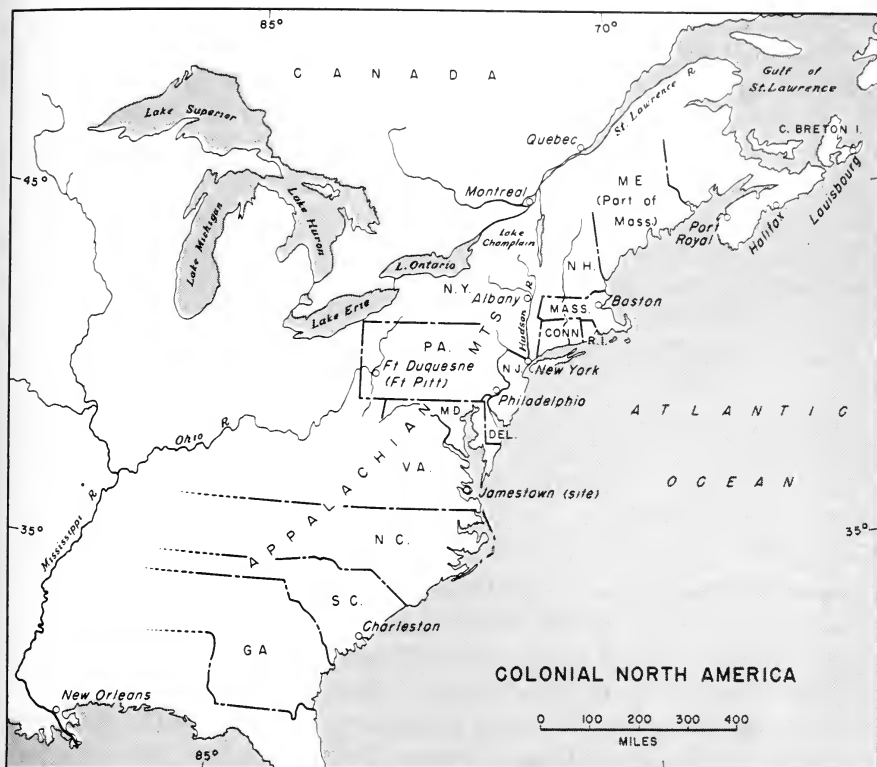 85°
70
CANADA
Lake Superior
Gulf of
St. Lawrence
St. Lawrence R.
C. BRETON I.
Quebec
Louisbourg
45°
Montreal
ME
(Part of
Mass.)
Port
Royal
Halifax
Lake Michigan
Lake Huron
Lake
Champlain
L. Ontario
N.H.
N.Y.
Albany
MASS.
Baston
Lake Erie
Hudson R
CONN
R.I.
PA.
N.J.
New York
Ft Duquesne
(Ft Pitt)
Philadelphio
ATLANTIC
OCEAN
MD
DEL.
Ohio R
APPALACHIAN MTS
VA.
Jamestown (site)
Mississippi R
35°
35°
N C.
S C.
Charleston
GA
New Orleans
COLONIAL NORTH AMERICA
0 100 200 300 400
MILES
85°